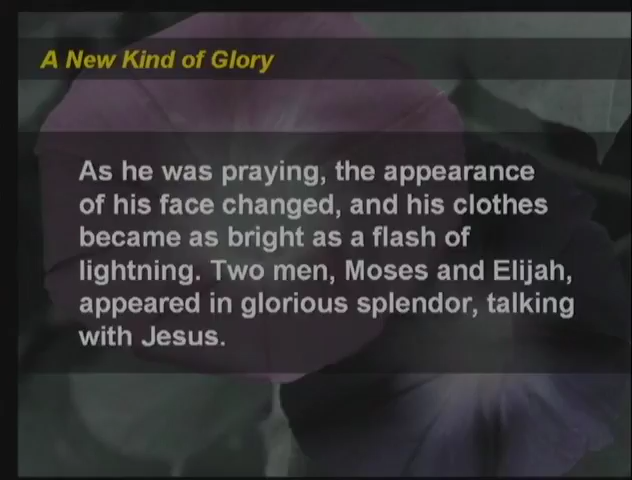 A New Kind of Glory
As he was praying, the appearance
of his face changed, and his clothes
became as bright as a flash of
lightning. Two men, Moses and Elijah,
appeared in glorious splendor, talking
with Jesus.